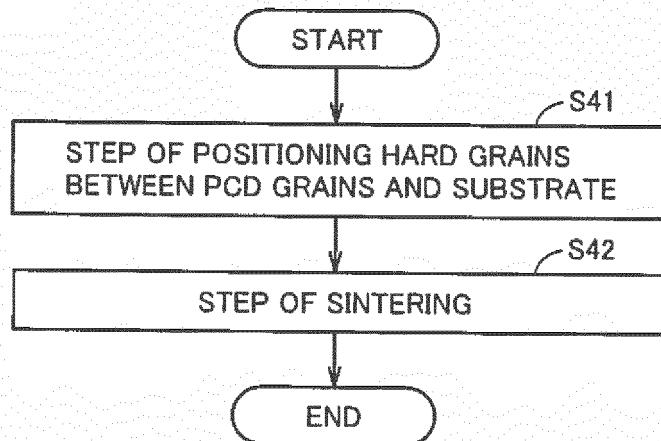 START
S41
STEP OF POSITIONING HARD GRAINS
BETWEEN PCD GRAINS AND SUBSTRATE
S42
STEP OF SINTERING
END